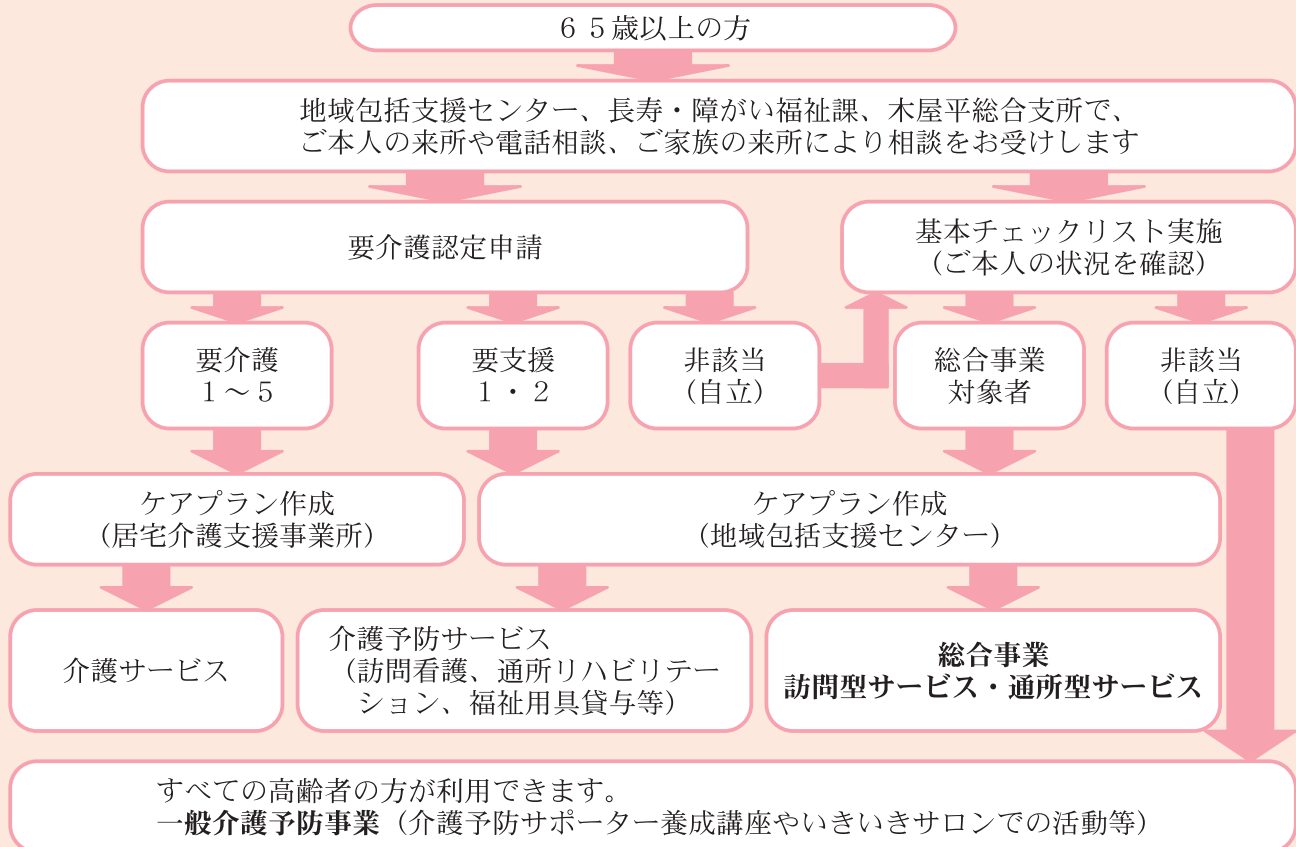 ６５歳以上の方
地域包括支援センター、長寿・障がい福祉課、木屋平総合支所で、
ご本人の来所や電話相談、ご家族の来所により相談をお受けします
要介護認定申請
基本チェックリスト実施
（ご本人の状況を確認）
要介護
１～５
要支援
１・２
非該当
（自立）
総合事業
対象者
非該当
（自立）
ケアプラン作成
（居宅介護支援事業所）
ケアプラン作成
（地域包括支援センター）
介護サービス
介護予防サービス
（訪問看護、通所リハビリテー
ション、福祉用具貸与等）
総合事業
訪問型サービス・通所型サービス
すべての高齢者の方が利用できます。
一般介護予防事業（介護予防サポーター養成講座やいきいきサロンでの活動等）